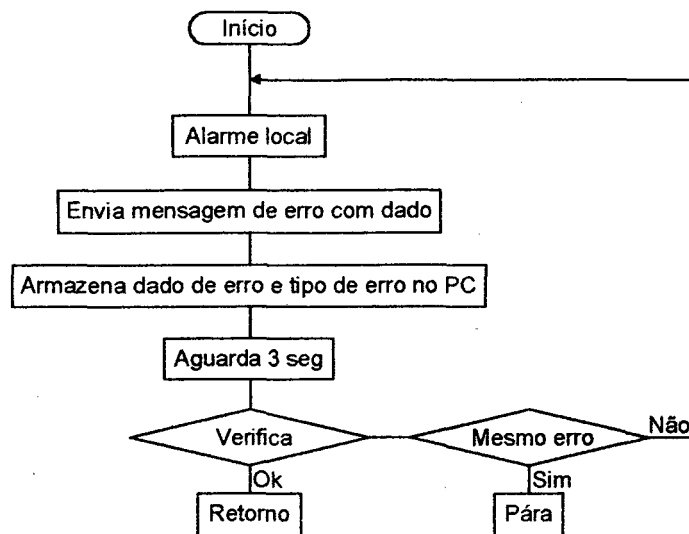 Início
Alarme local
Envia mensagem de erro com dado
Armazena dado de erro e tipo de erro no PC
Aguarda 3 seg
Verifica
Mesmo erro
Não
Ok
Sim
Retorno
Pára